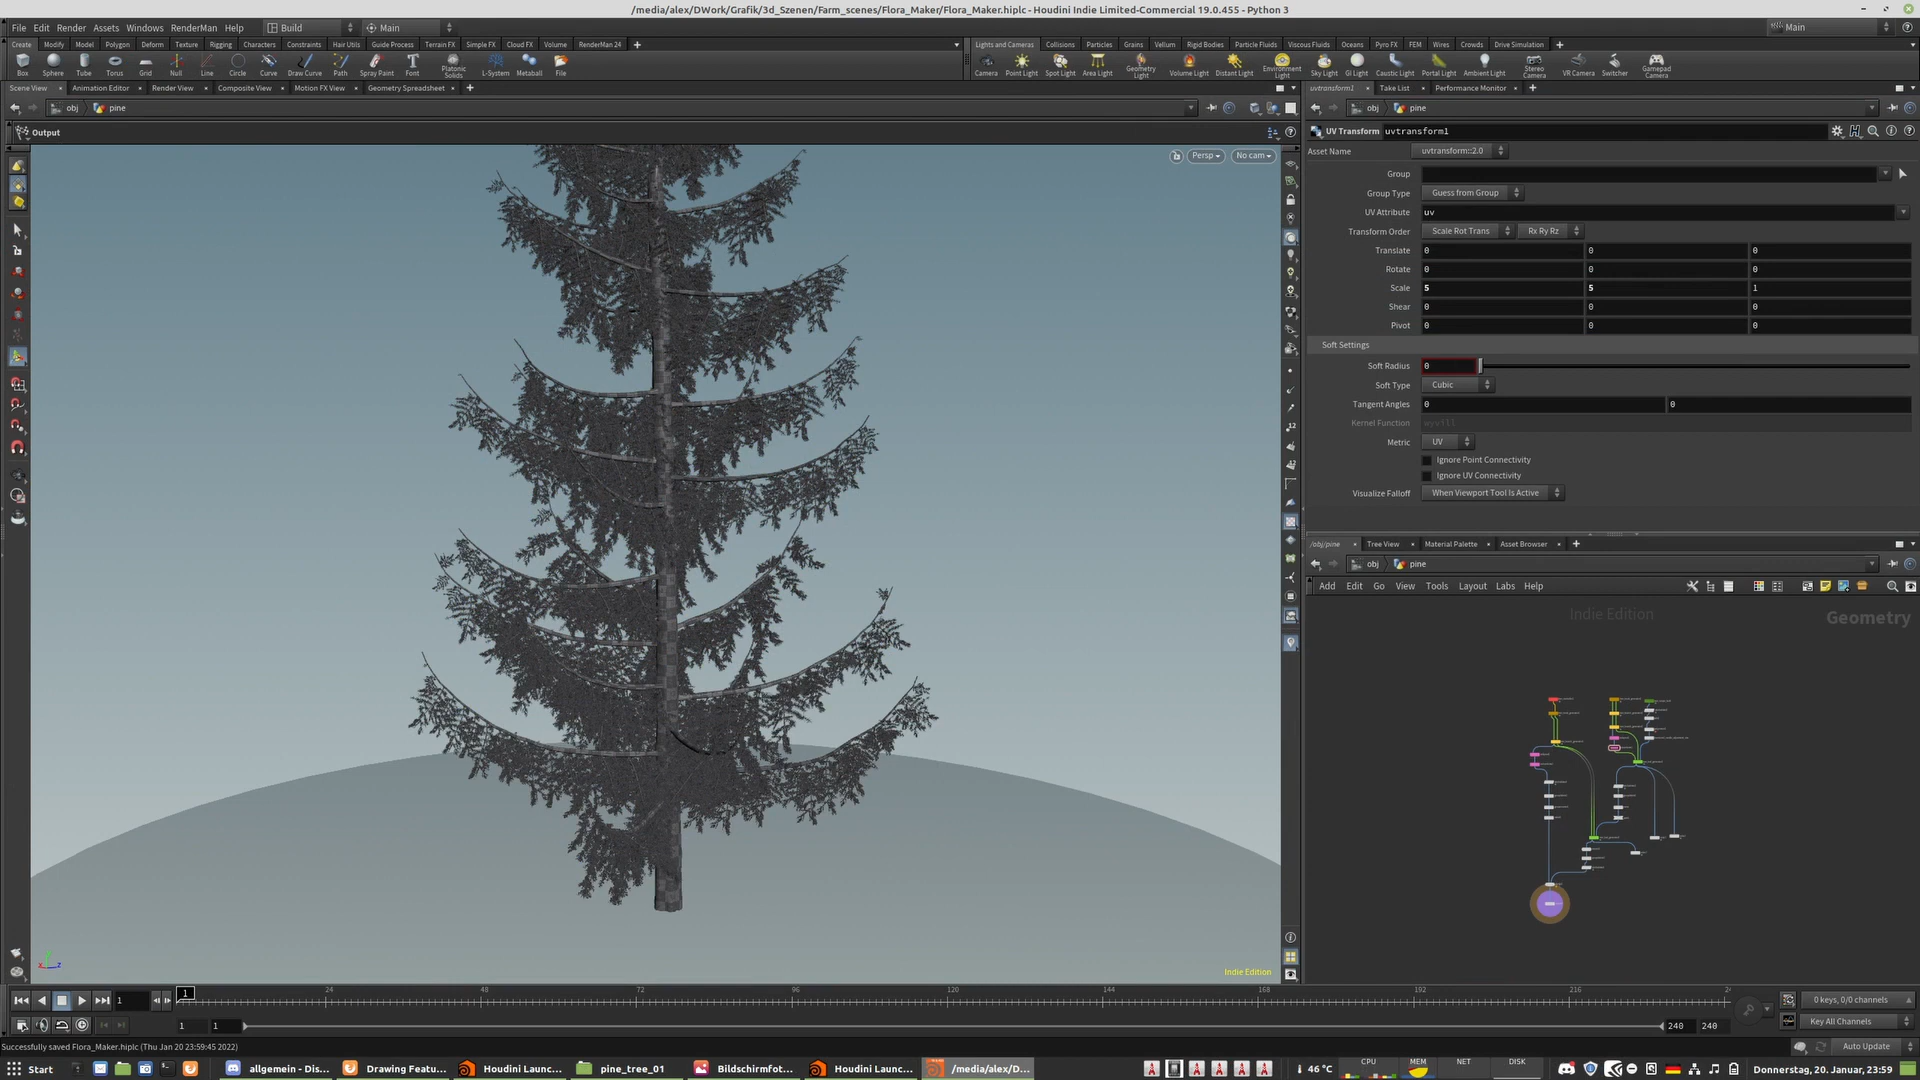 /media/alex/DWork/Grafik/3d_Szenen/Farm_scenes/Flora_Maker/Flora_Maker.hiplc - Houdini Indie Limited-Commercial 19.0.455 - Python 3
File Edit Render Assets Windows RenderMan Help Build Main Main
Create Modify Model Polygon Deform Texture Rigging Characters Constraints Hair Utils Guide Process Terrain FX Simple FX Cloud FX Volume RenderMan 24
Lights and Cameras Collisions Particles Grains Vellum Rigid Bodies Particle Fluids Viscous Fluids Oceans Pyro FX FEM Wires Crowds Drive Simulation
Box Sphere Tube Torus Grid Null Line Circle Curve Draw Curve Path Spray Paint Font Platonic Solids L-System Metaball File
Camera Point Light Spot Light Area Light Geometry Light Volume Light Distant Light Environment Light Sky Light GI Light Caustic Light Portal Light Ambient Light Stereo Camera VR Camera Switcher Gamepad Camera
Scene View Animation Editor Render View Composite View Motion FX View Geometry Spreadsheet
uvtransform1 Take List Performance Monitor
obj pine
obj pine
Output
UV Transform uvtransform1
Asset Name uvtransform::2.0
Persp No cam
Group
Group Type Guess from Group
UV Attribute uv
Transform Order Scale Rot Trans Rx Ry Rz
Translate 0 0 0
Rotate 0 0 0
Scale 5 5 1
Shear 0 0 0
Pivot 0 0 0
Soft Settings
Soft Radius 0
Soft Type Cubic
Tangent Angles 0 0
Kernel Function wyvill
Metric UV
Ignore Point Connectivity
Ignore UV Connectivity
Visualize Falloff When Viewport Tool Is Active
/obj/pine Tree View Material Palette Asset Browser
obj pine
Add Edit Go View Tools Layout Labs Help
Indie Edition
Geometry
Indie Edition
1 1 24 48 72 96 120 144 168 192 216
0 keys, 0/0 channels
1 1 240 240
Key All Channels
Successfully saved Flora_Maker.hiplc (Thu Jan 20 23:59:45 2022)
Auto Update
Start allgemein - Dis... Drawing Featu... Houdini Launc... pine_tree_01 Bildschirmfot... Houdini Launc... /media/alex/D...
46 °C CPU MEM NET DISK
Donnerstag, 20. Januar, 23:59